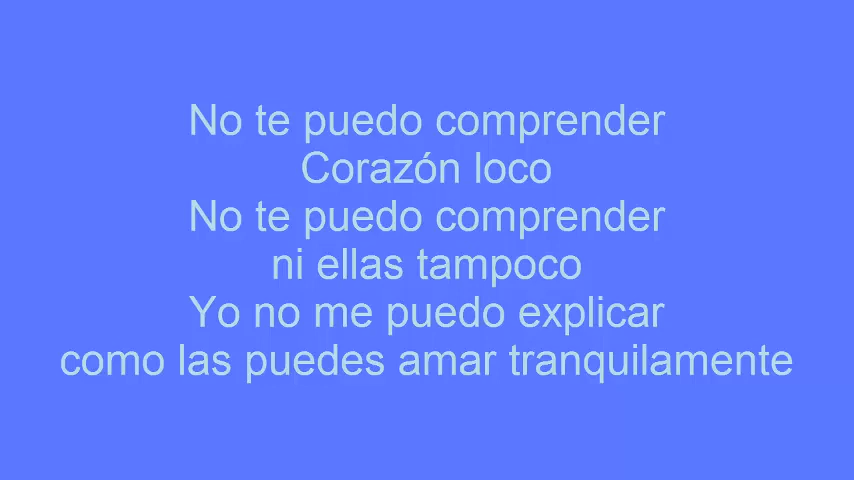 No te puedo comprender
Corazón loco
No te puedo comprender
ni ellas tampoco
Yo no me puedo explicar
como las puedes amar tranquilamente